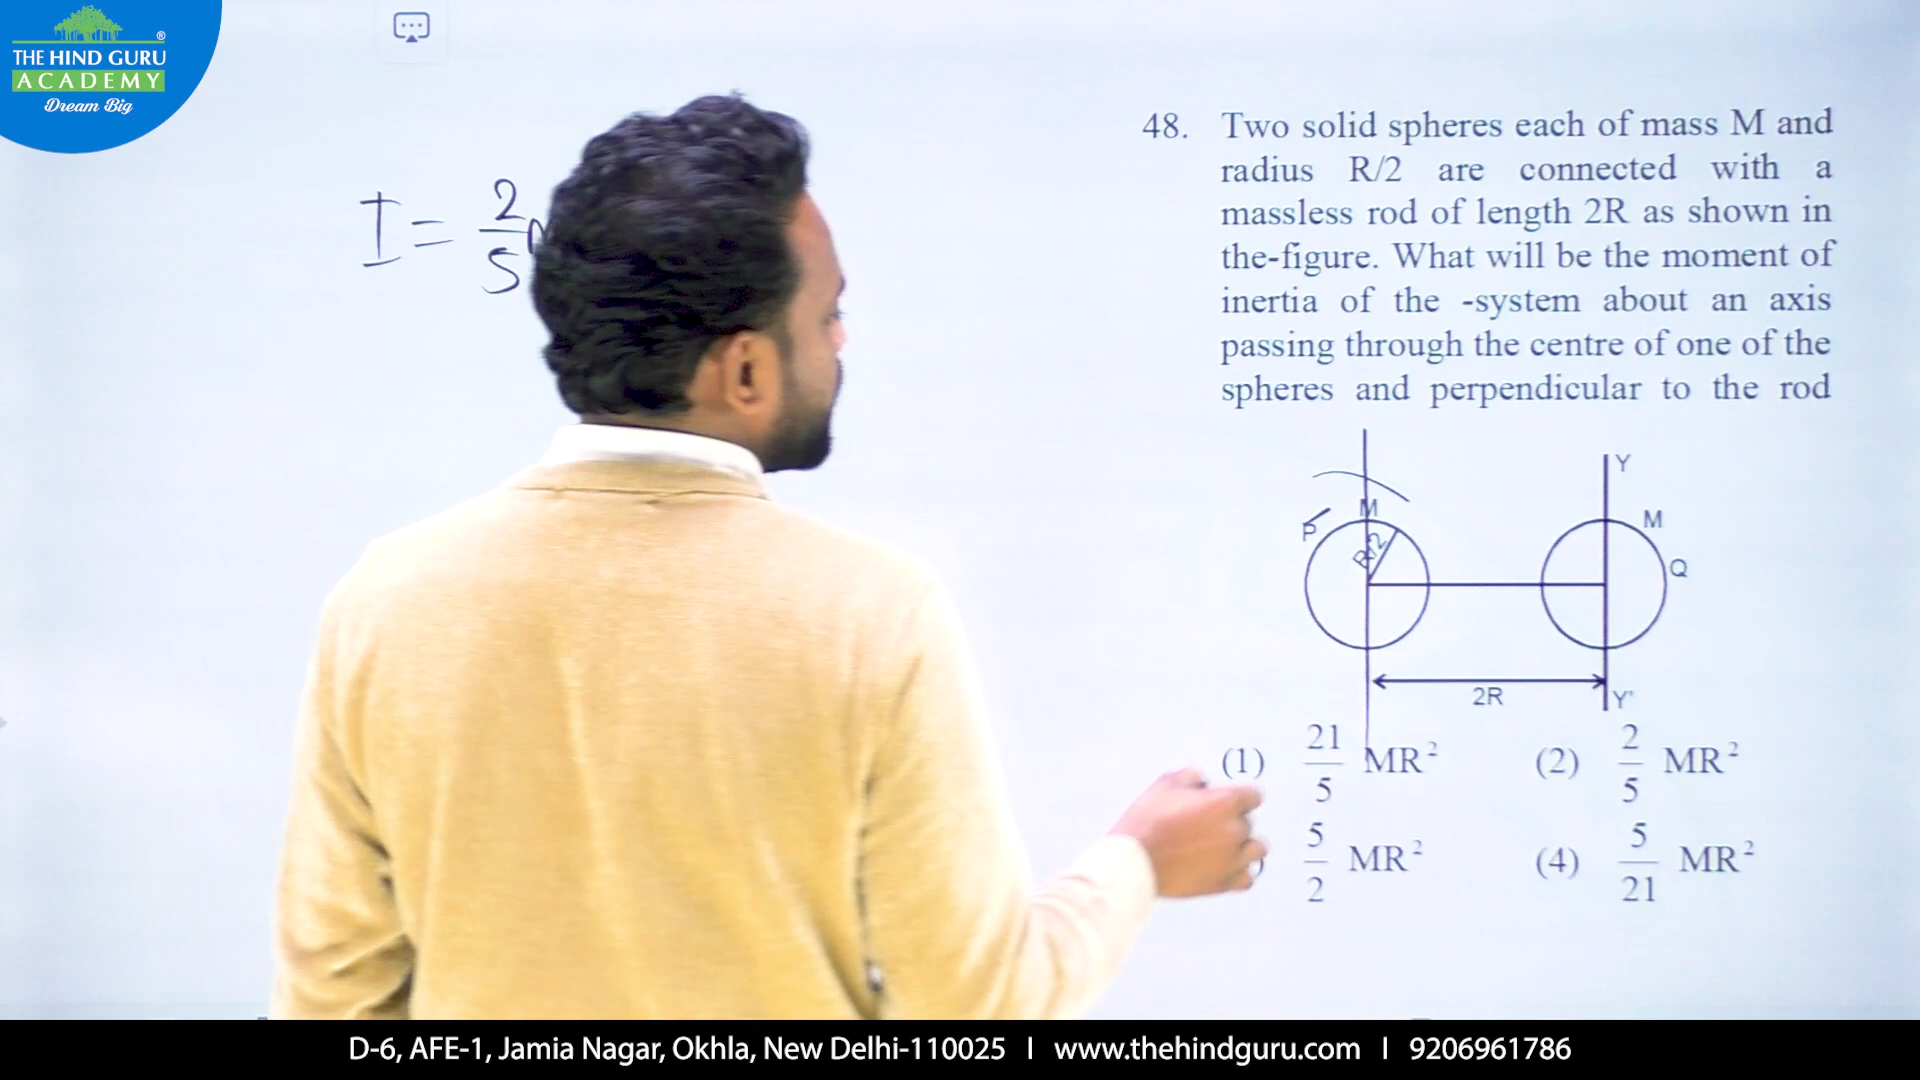 THE HIND GURU ®
ACADEMY
Dream Big
I = 2/5
48. Two solid spheres each of mass M and
radius R/2 are connected with a
massless rod of length 2R as shown in
the-figure. What will be the moment of
inertia of the -system about an axis
passing through the centre of one of the
spheres and perpendicular to the rod
Y
M M
P R/2 Q
2R Y'
(1) 21/5 MR² (2) 2/5 MR²
5/2 MR² (4) 5/21 MR²
D-6, AFE-1, Jamia Nagar, Okhla, New Delhi-110025 | www.thehindguru.com | 9206961786